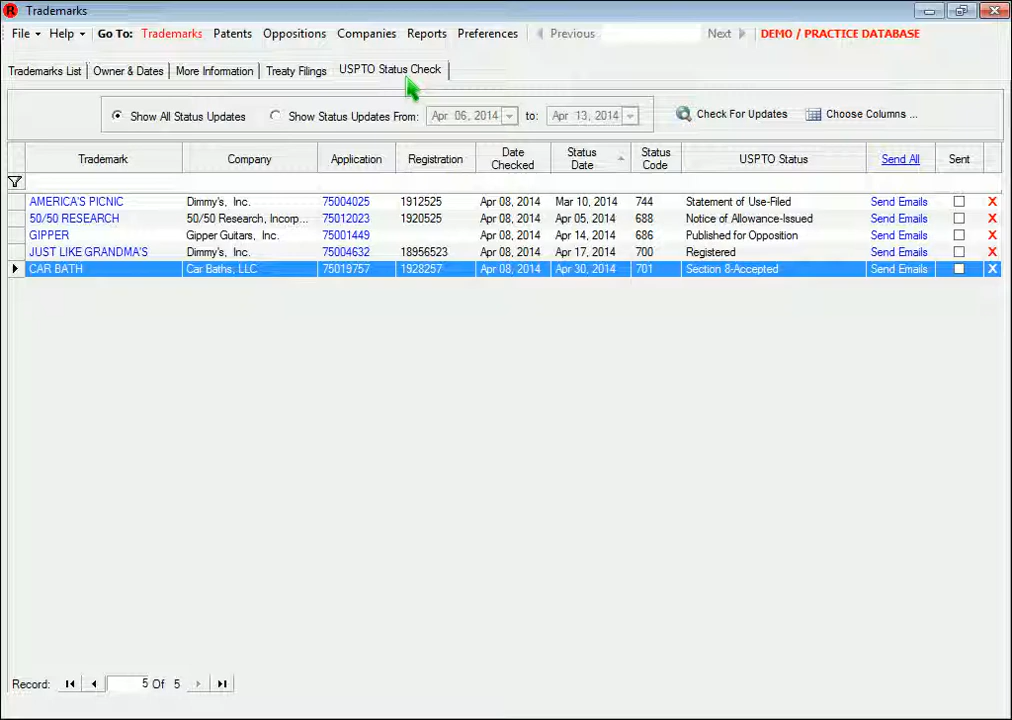 R Trademarks
File Help Go To: Trademarks Patents Oppositions Companies Reports Preferences Previous Next DEMO / PRACTICE DATABASE
Trademarks List Owner & Dates More Information Treaty Filings USPTO Status Check
Show All Status Updates Show Status Updates From: Apr 06, 2014 to: Apr 13, 2014 Check For Updates Choose Columns ...
Trademark Company Application Registration Date Checked Status Date Status Code USPTO Status Send All Sent
AMERICA'S PICNIC Dimmy's, Inc. 75004025 1912525 Apr 08, 2014 Mar 10, 2014 744 Statement of Use-Filed Send Emails X
50/50 RESEARCH 50/50 Research, Incorp... 75012023 1920525 Apr 08, 2014 Apr 05, 2014 688 Notice of Allowance-Issued Send Emails X
GIPPER Gipper Guitars, Inc. 75001449 Apr 08, 2014 Apr 14, 2014 686 Published for Opposition Send Emails X
JUST LIKE GRANDMA'S Dimmy's, Inc. 75004632 18956523 Apr 08, 2014 Apr 17, 2014 700 Registered Send Emails X
CAR BATH Car Baths, LLC 75019757 1928257 Apr 08, 2014 Apr 30, 2014 701 Section 8-Accepted Send Emails X
Record: 5 Of 5